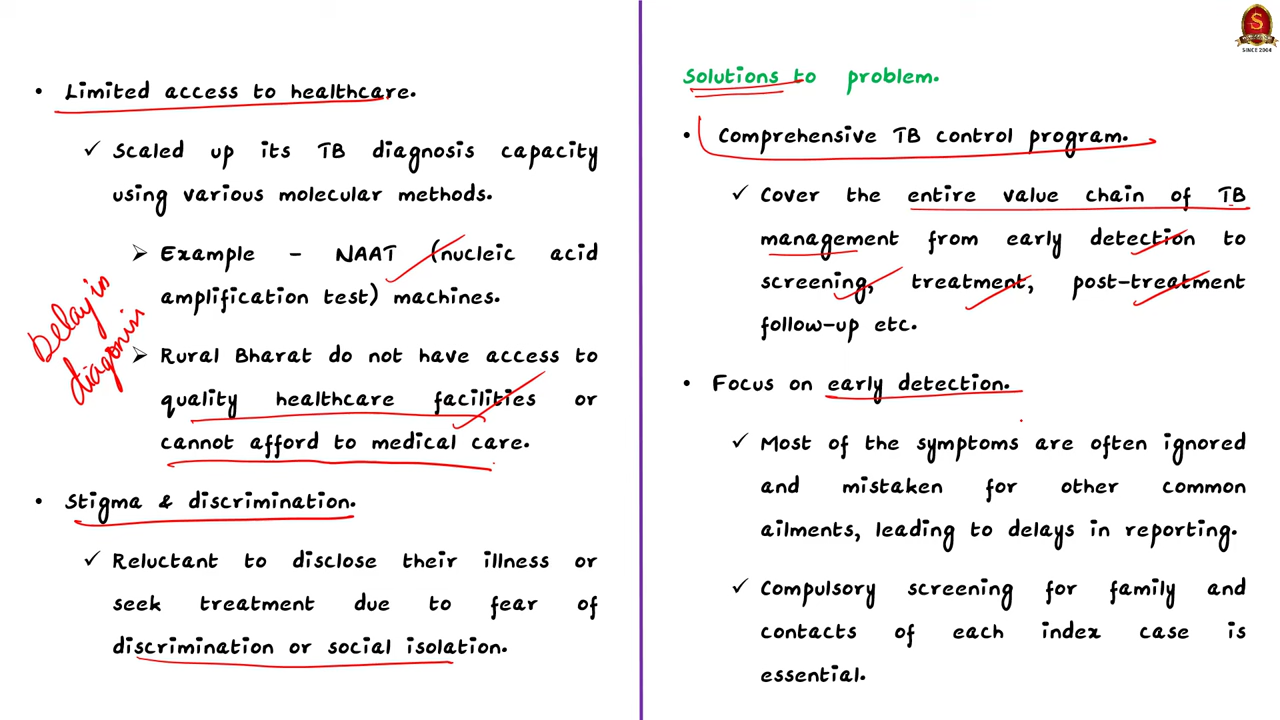 • Limited access to healthcare.
✓ Scaled up its TB diagnosis capacity
using various molecular methods.
➢ Example - NAAT (nucleic acid
amplification test) machines.
Delay in
➢ Rural Bharat do not have access to
quality healthcare facilities or
cannot afford to medical care.
• Stigma & discrimination.
✓ Reluctant to disclose their illness or
seek treatment due to fear of
discrimination or social isolation.
S
SINCE 2004
Solutions to problem.
• Comprehensive TB control program.
✓ Cover the entire value chain of TB
management from early detection to
screening, treatment, post-treatment
follow-up etc.
• Focus on early detection.
✓ Most of the symptoms are often ignored
and mistaken for other common
ailments, leading to delays in reporting.
✓ Compulsory screening for family and
contacts of each index case is
essential.